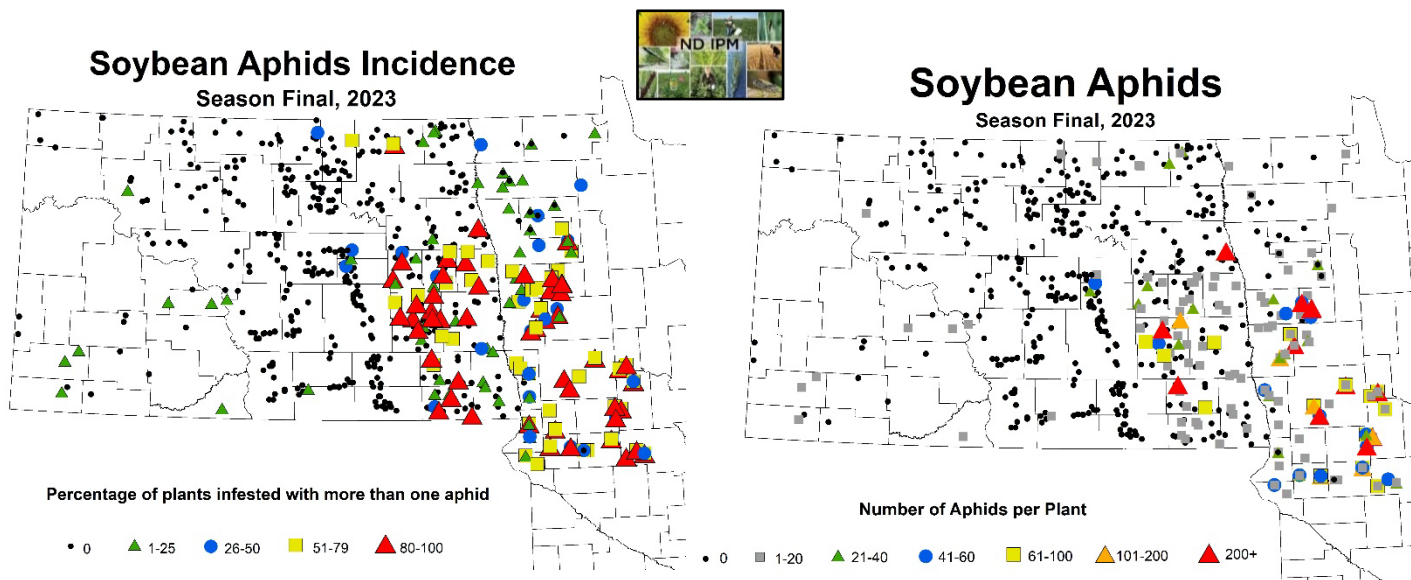 ND IPM
Soybean Aphids Incidence
Season Final, 2023
Percentage of plants infested with more than one aphid
0 1-25 26-50 51-79 80-100
Soybean Aphids
Season Final, 2023
Number of Aphids per Plant
0 1-20 21-40 41-60 61-100 101-200 200+